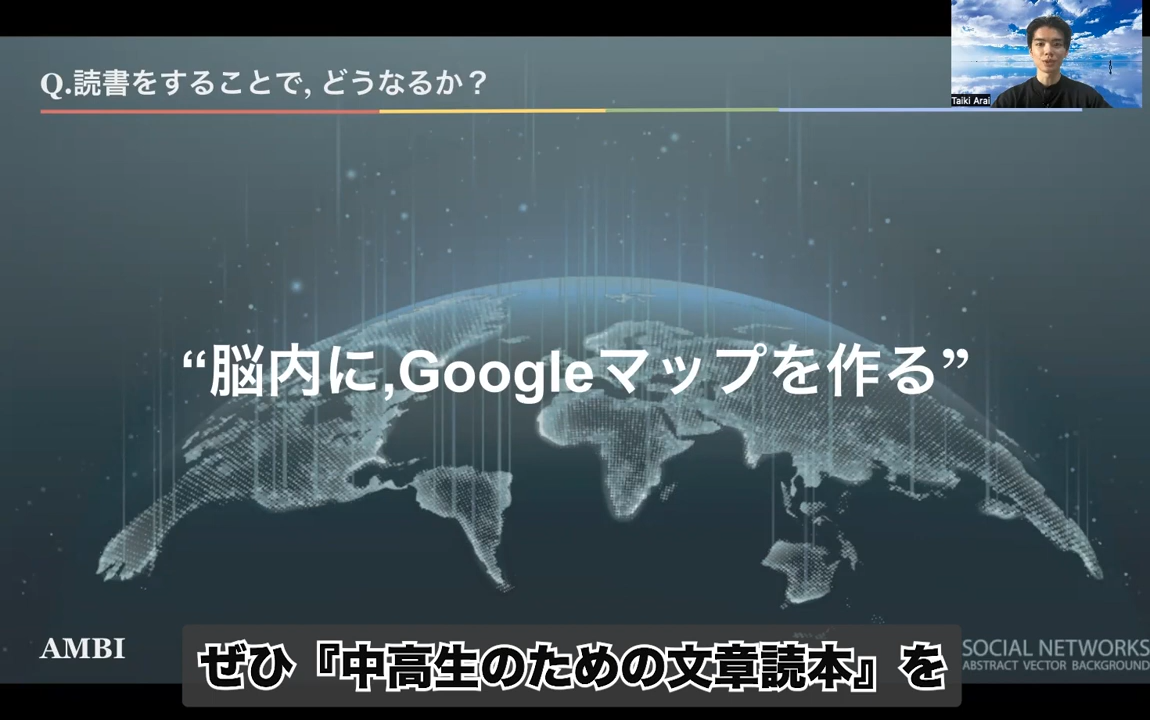 Q.読書をすることで, どうなるか？
Taiki Arai
“脳内に,Googleマップを作る”
AMBI
SOCIAL NETWORKS
ABSTRACT VECTOR BACKGROUND
ぜひ『中高生のための文章読本』を